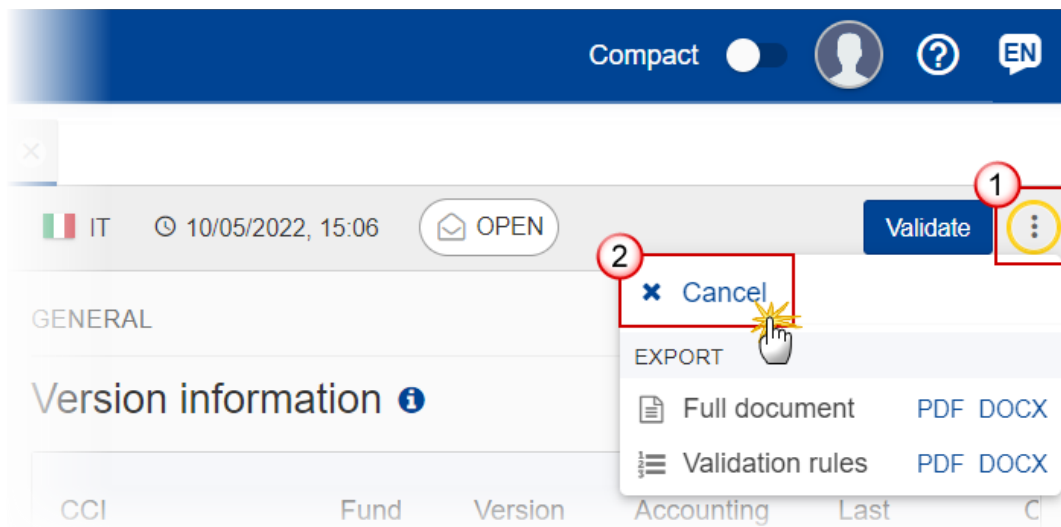 Compact EN
1
IT 10/05/2022, 15:06 OPEN Validate
2
Cancel
GENERAL
EXPORT
Version information
Full document PDF DOCX
Validation rules PDF DOCX
CCI Fund Version Accounting Last C